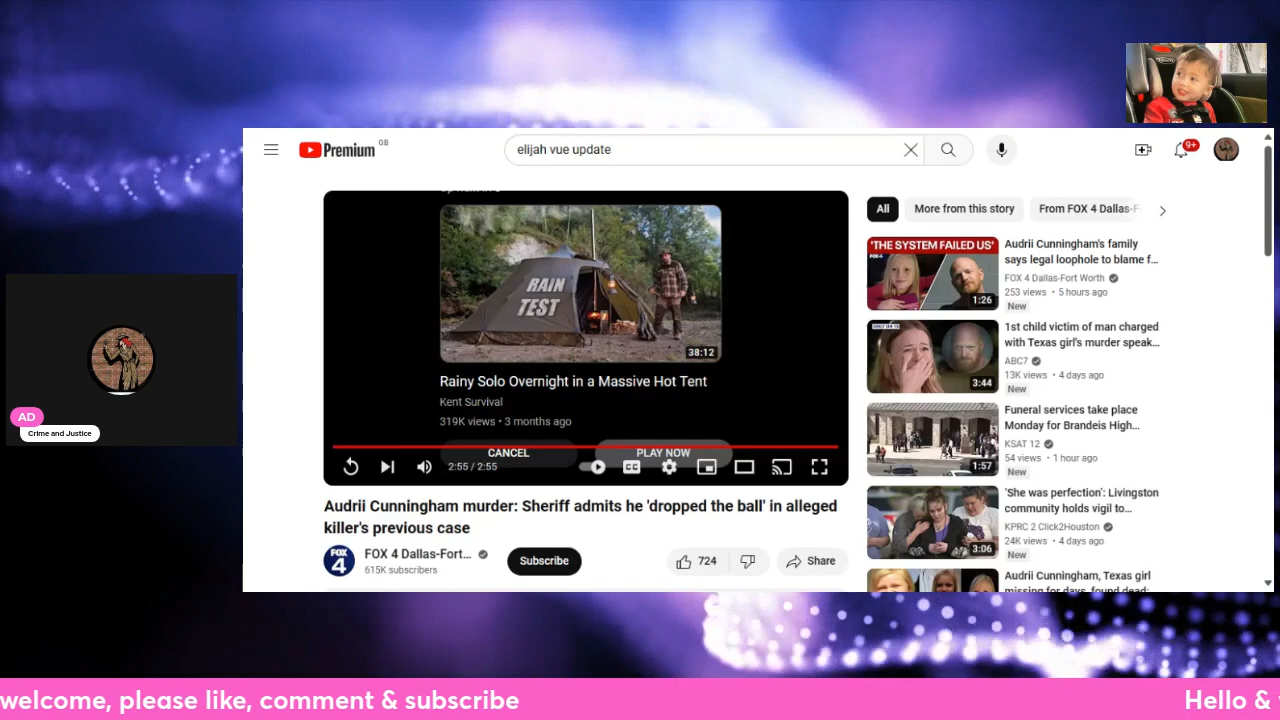 Premium GB
elijah vue update
9+
RAIN
TEST
38:12
Rainy Solo Overnight in a Massive Hot Tent
Kent Survival
319K views • 3 months ago
CANCEL
PLAY NOW
2:55 / 2:55
CC
Audrii Cunningham murder: Sheriff admits he 'dropped the ball' in alleged
killer's previous case
FOX
4
FOX 4 Dallas-Fort...
615K subscribers
Subscribe
724
Share
All
More from this story
From FOX 4 Dallas-F
'THE SYSTEM FAILED US'
FOX 4
1:26
Audrii Cunningham's family
says legal loophole to blame f...
FOX 4 Dallas-Fort Worth
253 views • 5 hours ago
New
3:44
1st child victim of man charged
with Texas girl's murder speak...
ABC7
13K views • 4 days ago
New
1:57
Funeral services take place
Monday for Brandeis High...
KSAT 12
54 views • 1 hour ago
New
3:06
'She was perfection': Livingston
community holds vigil to...
KPRC 2 Click2Houston
24K views • 4 days ago
New
Audrii Cunningham, Texas girl
missing for days, found dead:
AD
Crime and Justice
welcome, please like, comment & subscribe
Hello &